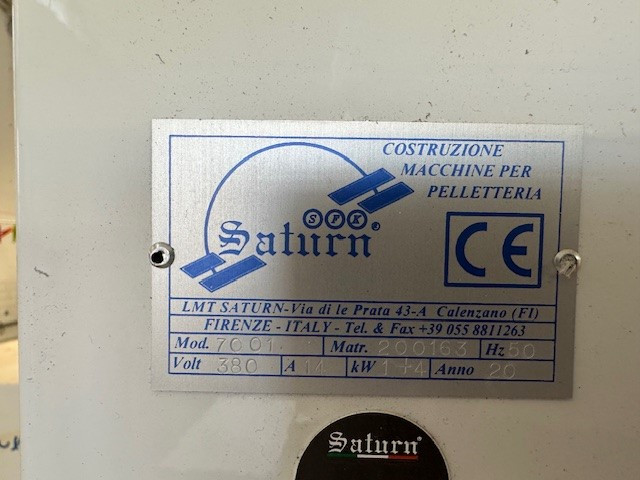 COSTRUZIONE
MACCHINE PER
PELLETTERIA
SFK
Saturn®
CE
LMT SATURN-Via di le Prata 43-A Calenzano (FI)
FIRENZE - ITALY - Tel. & Fax +39 055 8811263
Mod. 7001 Matr. 200163 Hz 50
Volt 380 A 14 kW 1+4 Anno 20
Saturn®